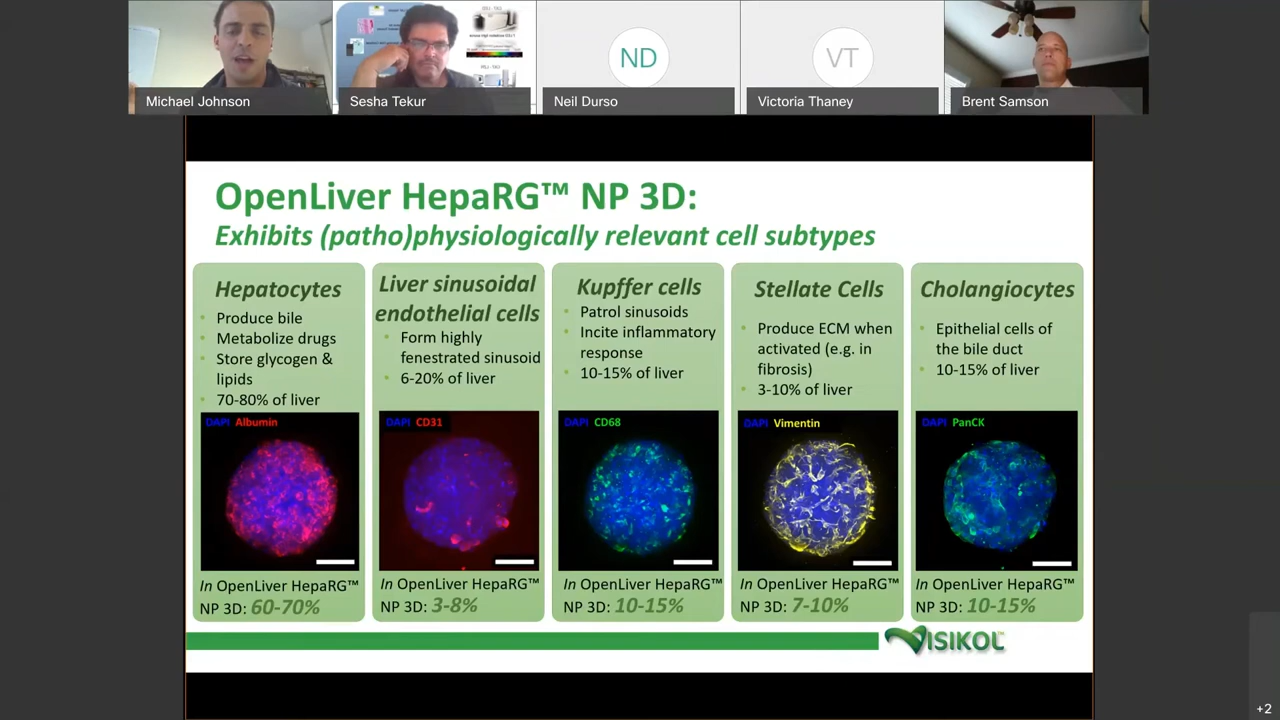 Michael Johnson
Sesha Tekur
ND
Neil Durso
VT
Victoria Thaney
Brent Samson
OpenLiver HepaRG™ NP 3D:
Exhibits (patho)physiologically relevant cell subtypes
Hepatocytes
• Produce bile
• Metabolize drugs
• Store glycogen &
lipids
• 70-80% of liver
DAPI Albumin
In OpenLiver HepaRG™
NP 3D: 60-70%
Liver sinusoidal
endothelial cells
• Form highly
fenestrated sinusoid
• 6-20% of liver
DAPI CD31
In OpenLiver HepaRG™
NP 3D: 3-8%
Kupffer cells
• Patrol sinusoids
• Incite inflammatory
response
• 10-15% of liver
DAPI CD68
In OpenLiver HepaRG™
NP 3D: 10-15%
Stellate Cells
• Produce ECM when
activated (e.g. in
fibrosis)
• 3-10% of liver
DAPI Vimentin
In OpenLiver HepaRG™
NP 3D: 7-10%
Cholangiocytes
• Epithelial cells of
the bile duct
• 10-15% of liver
DAPI PanCK
In OpenLiver HepaRG™
NP 3D: 10-15%
VISIKOL
+2